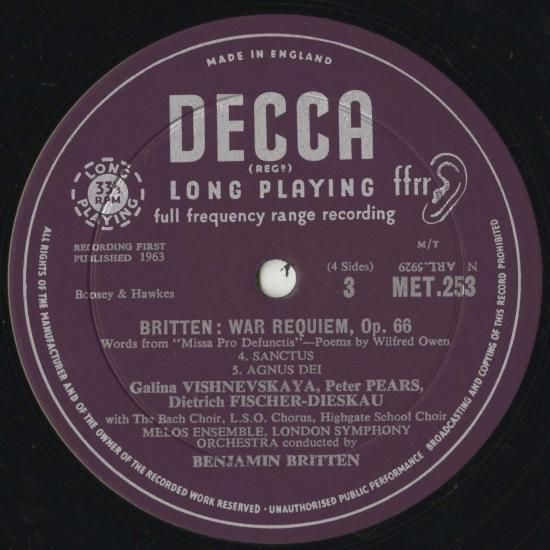 MADE IN ENGLAND
DECCA
(REGD)
LONG PLAYING
full frequency range recording
ffrr
LONG
33⅓
RPM
PLAYING
RECORDING FIRST
PUBLISHED 1963
M/T
N ARL.5929
(4 Sides)
Boosey & Hawkes
3
MET.253
BRITTEN: WAR REQUIEM, Op. 66
Words from "Missa Pro Defunctis"—Poems by Wilfred Owen
4. SANCTUS
5. AGNUS DEI
Galina VISHNEVSKAYA, Peter PEARS,
Dietrich FISCHER-DIESKAU
with The Bach Choir, L.S.O. Chorus, Highgate School Choir
MELOS ENSEMBLE, LONDON SYMPHONY
ORCHESTRA conducted by
BENJAMIN BRITTEN
ALL RIGHTS OF THE MANUFACTURER AND OF THE OWNER OF THE RECORDED WORK RESERVED · UNAUTHORISED PUBLIC PERFORMANCE BROADCASTING AND COPYING OF THIS RECORD PROHIBITED